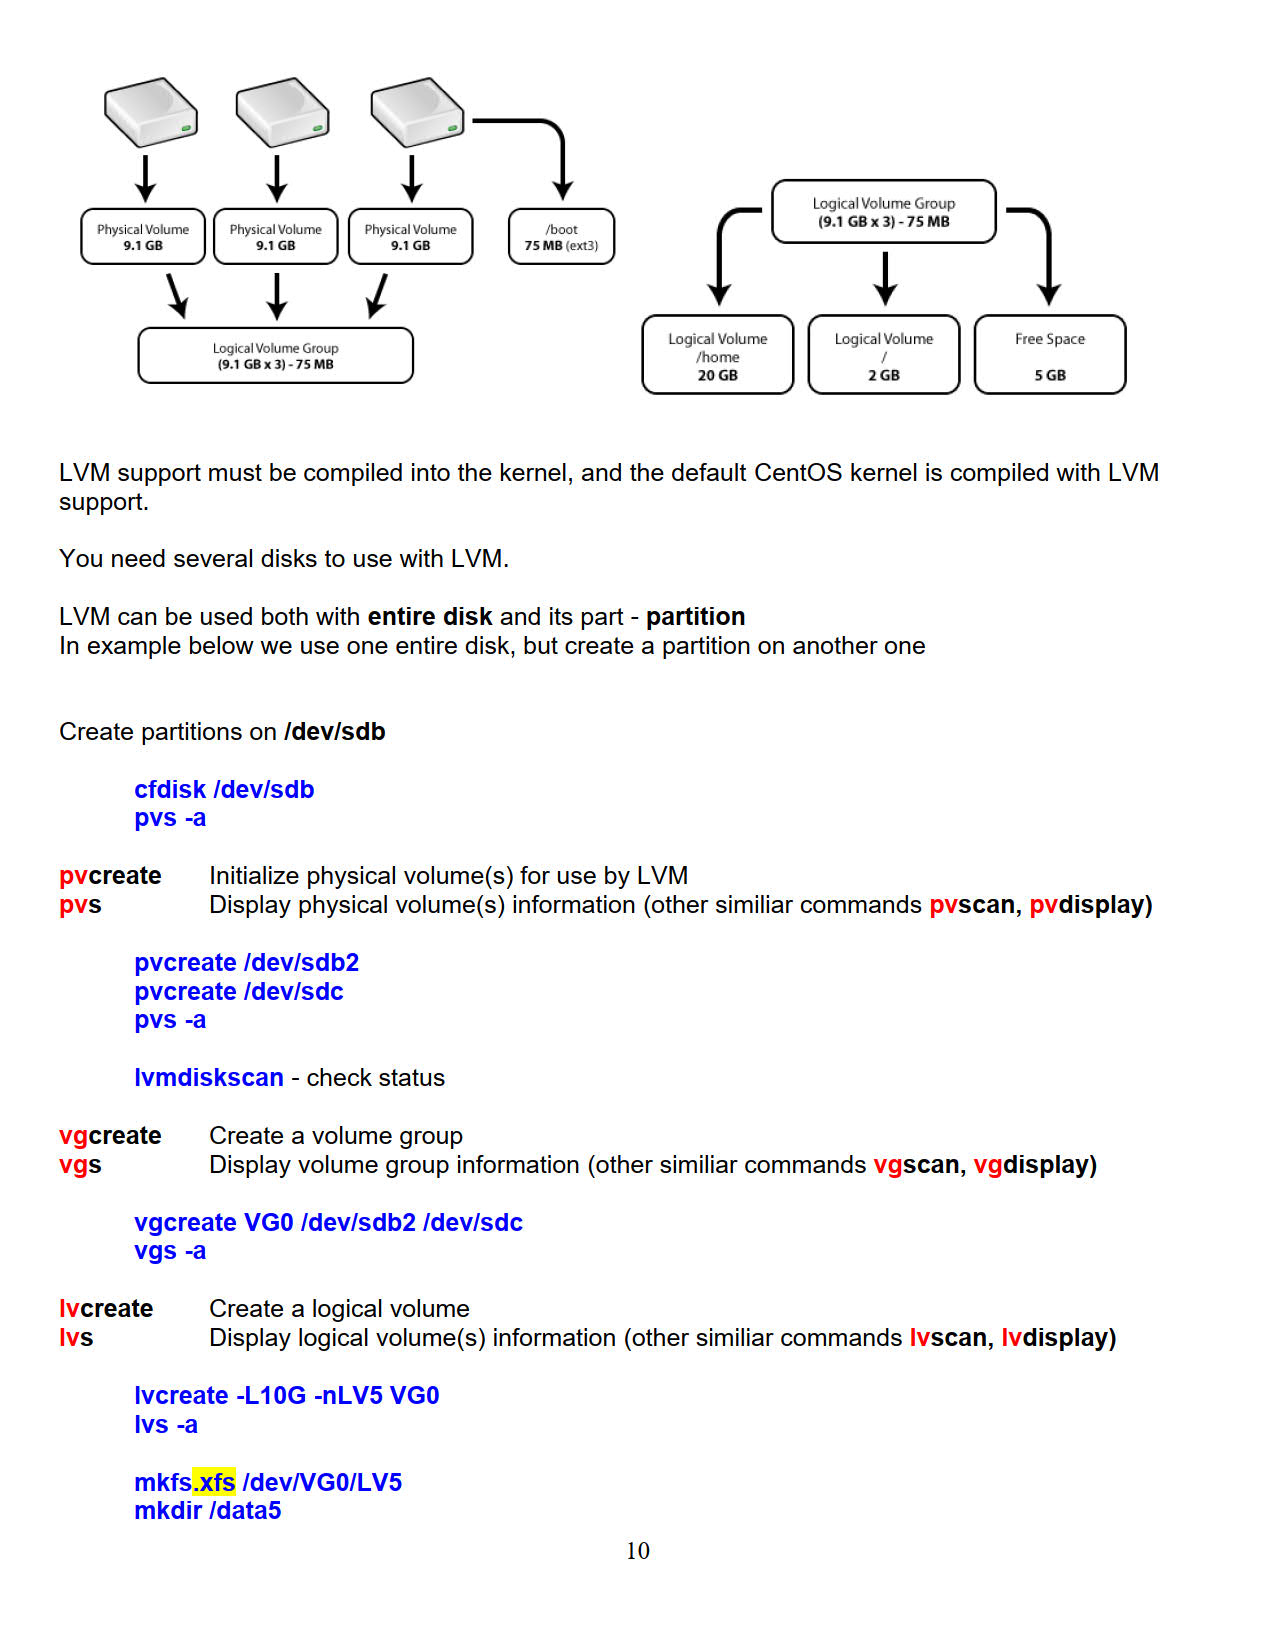 Physical Volume
9.1 GB
Physical Volume
9.1 GB
Physical Volume
9.1 GB
/boot
75 MB (ext3)
Logical Volume Group
(9.1 GB x 3) - 75 MB
Logical Volume Group
(9.1 GB x 3) - 75 MB
Logical Volume
/home
20 GB
Logical Volume
/
2 GB
Free Space
5 GB
LVM support must be compiled into the kernel, and the default CentOS kernel is compiled with LVM
support.
You need several disks to use with LVM.
LVM can be used both with entire disk and its part - partition
In example below we use one entire disk, but create a partition on another one
Create partitions on /dev/sdb
cfdisk /dev/sdb
pvs -a
pvcreate Initialize physical volume(s) for use by LVM
pvs Display physical volume(s) information (other similiar commands pvscan, pvdisplay)
pvcreate /dev/sdb2
pvcreate /dev/sdc
pvs -a
lvmdiskscan - check status
vgcreate Create a volume group
vgs Display volume group information (other similiar commands vgscan, vgdisplay)
vgcreate VG0 /dev/sdb2 /dev/sdc
vgs -a
lvcreate Create a logical volume
lvs Display logical volume(s) information (other similiar commands lvscan, lvdisplay)
lvcreate -L10G -nLV5 VG0
lvs -a
mkfs.xfs /dev/VG0/LV5
mkdir /data5
10